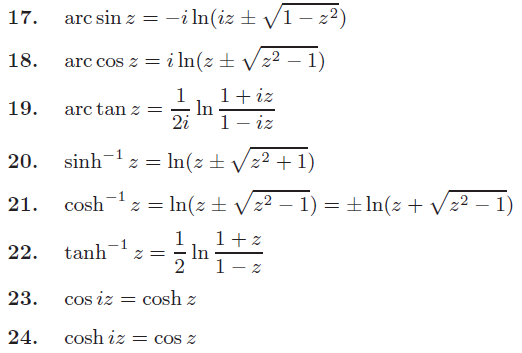 17. arc sin z = −i ln(iz ± √(1 − z²))
18. arc cos z = i ln(z ± √(z² − 1))
19. arc tan z = 1/2i ln (1 + iz)/(1 − iz)
20. sinh⁻¹ z = ln(z ± √(z² + 1))
21. cosh⁻¹ z = ln(z ± √(z² − 1)) = ± ln(z + √(z² − 1))
22. tanh⁻¹ z = 1/2 ln (1 + z)/(1 − z)
23. cos iz = cosh z
24. cosh iz = cos z